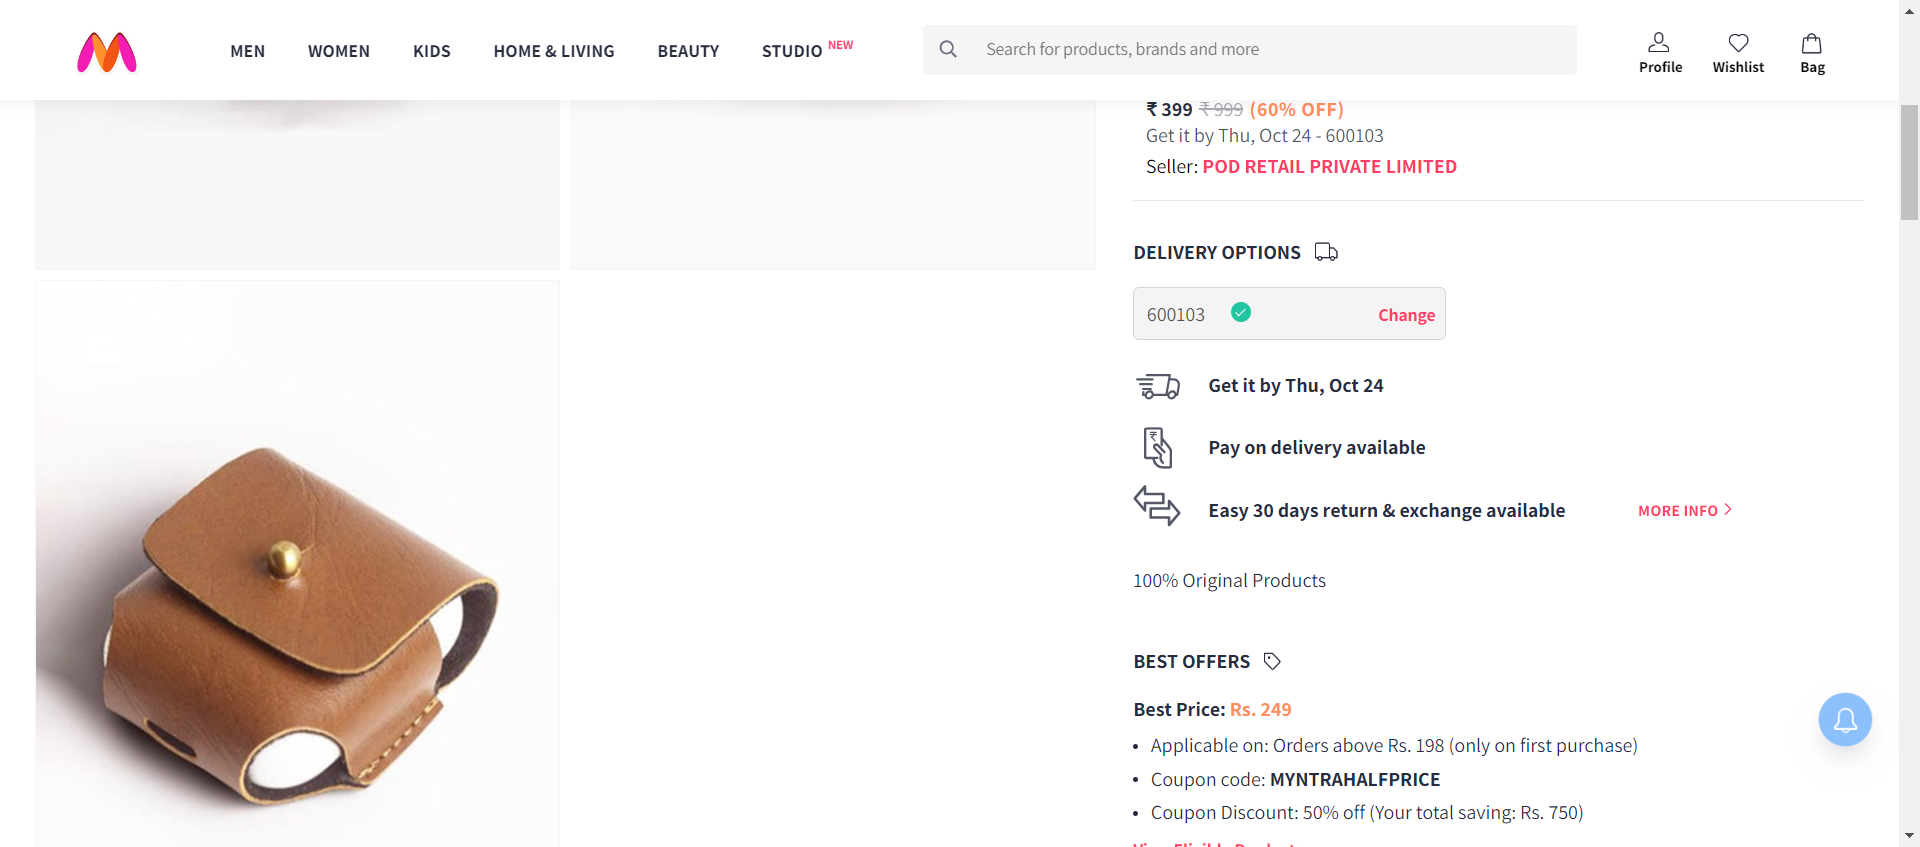 MEN WOMEN KIDS HOME & LIVING BEAUTY STUDIO NEW Search for products, brands and more Profile Wishlist Bag
₹ 399 ₹ 999 (60% OFF)
Get it by Thu, Oct 24 - 600103
Seller: POD RETAIL PRIVATE LIMITED
DELIVERY OPTIONS
600103 Change
Get it by Thu, Oct 24
Pay on delivery available
Easy 30 days return & exchange available MORE INFO
100% Original Products
BEST OFFERS
Best Price: Rs. 249
• Applicable on: Orders above Rs. 198 (only on first purchase)
• Coupon code: MYNTRAHALFPRICE
• Coupon Discount: 50% off (Your total saving: Rs. 750)